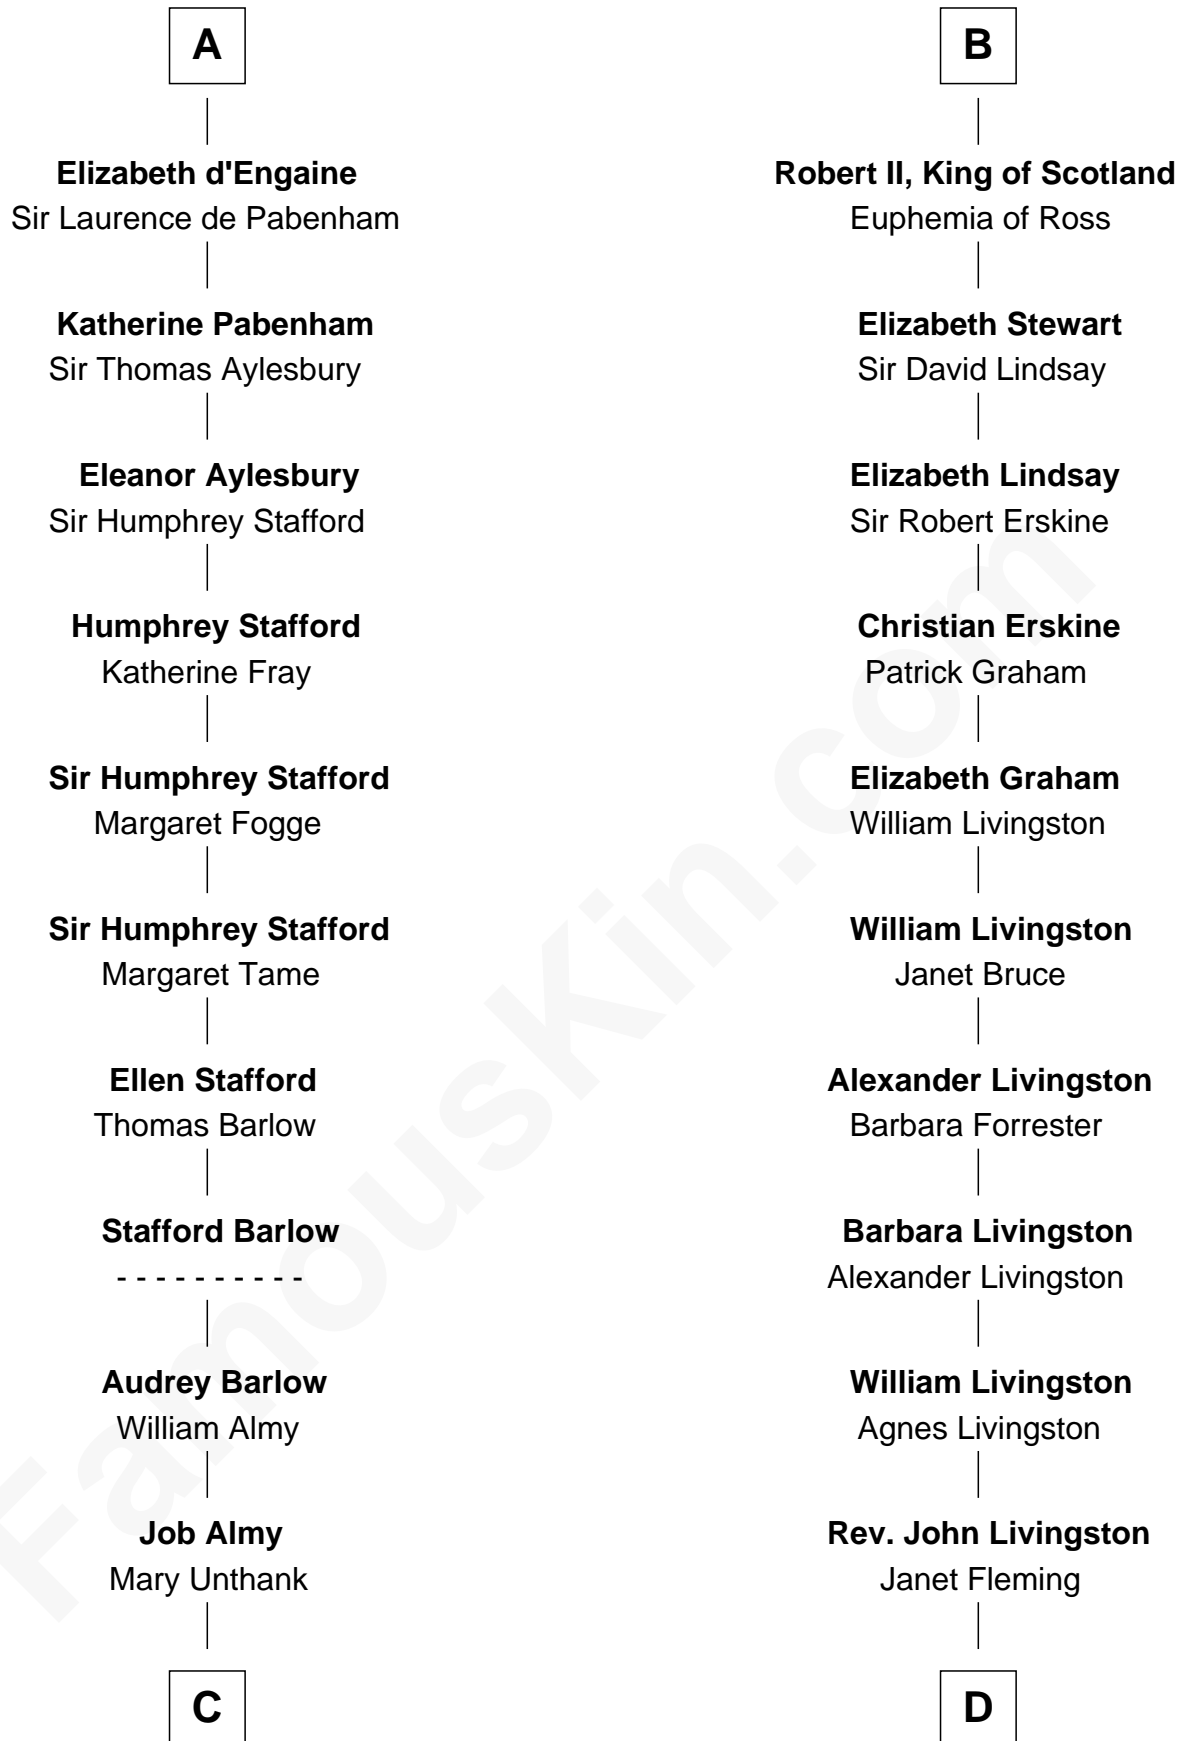 A
Elizabeth d'Engaine
Sir Laurence de Pabenham
Katherine Pabenham
Sir Thomas Aylesbury
Eleanor Aylesbury
Sir Humphrey Stafford
Humphrey Stafford
Katherine Fray
Sir Humphrey Stafford
Margaret Fogge
Sir Humphrey Stafford
Margaret Tame
Ellen Stafford
Thomas Barlow
Stafford Barlow
- - - - - - - - - -
Audrey Barlow
William Almy
Job Almy
Mary Unthank
C
B
Robert II, King of Scotland
Euphemia of Ross
Elizabeth Stewart
Sir David Lindsay
Elizabeth Lindsay
Sir Robert Erskine
Christian Erskine
Patrick Graham
Elizabeth Graham
William Livingston
William Livingston
Janet Bruce
Alexander Livingston
Barbara Forrester
Barbara Livingston
Alexander Livingston
William Livingston
Agnes Livingston
Rev. John Livingston
Janet Fleming
D
FamousKin.com